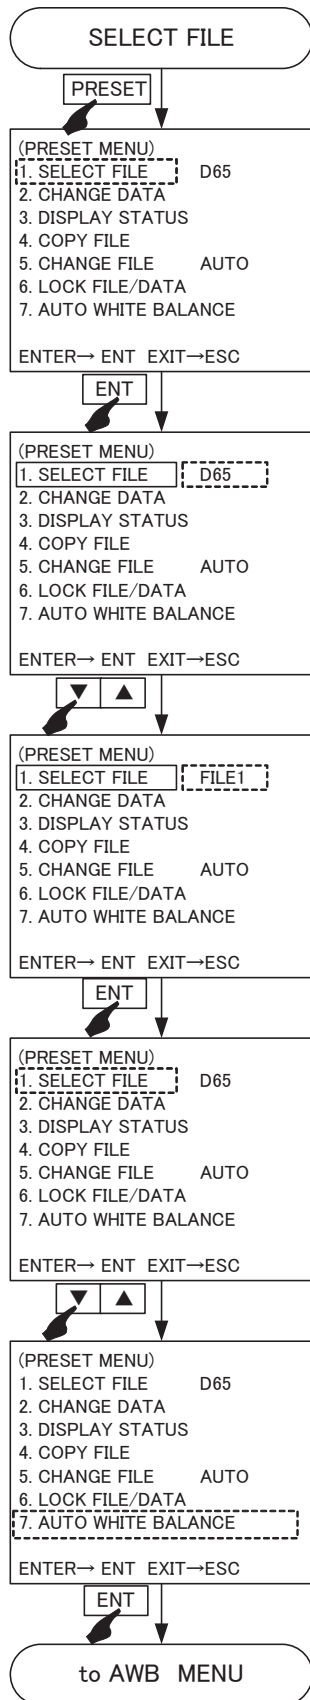 SELECT FILE
PRESET
(PRESET MENU)
1. SELECT FILE D65
2. CHANGE DATA
3. DISPLAY STATUS
4. COPY FILE
5. CHANGE FILE AUTO
6. LOCK FILE/DATA
7. AUTO WHITE BALANCE
ENTER→ ENT EXIT→ESC
ENT
(PRESET MENU)
1. SELECT FILE D65
2. CHANGE DATA
3. DISPLAY STATUS
4. COPY FILE
5. CHANGE FILE AUTO
6. LOCK FILE/DATA
7. AUTO WHITE BALANCE
ENTER→ ENT EXIT→ESC
▼ ▲
(PRESET MENU)
1. SELECT FILE FILE1
2. CHANGE DATA
3. DISPLAY STATUS
4. COPY FILE
5. CHANGE FILE AUTO
6. LOCK FILE/DATA
7. AUTO WHITE BALANCE
ENTER→ ENT EXIT→ESC
ENT
(PRESET MENU)
1. SELECT FILE D65
2. CHANGE DATA
3. DISPLAY STATUS
4. COPY FILE
5. CHANGE FILE AUTO
6. LOCK FILE/DATA
7. AUTO WHITE BALANCE
ENTER→ ENT EXIT→ESC
▼ ▲
(PRESET MENU)
1. SELECT FILE D65
2. CHANGE DATA
3. DISPLAY STATUS
4. COPY FILE
5. CHANGE FILE AUTO
6. LOCK FILE/DATA
7. AUTO WHITE BALANCE
ENTER→ ENT EXIT→ESC
ENT
to AWB MENU